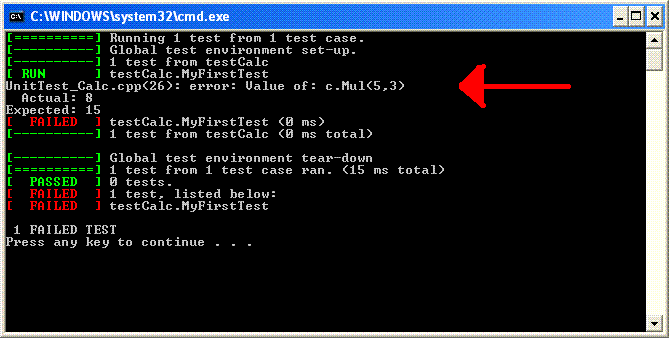 C:\WINDOWS\system32\cmd.exe
[==========] Running 1 test from 1 test case.
[----------] Global test environment set-up.
[----------] 1 test from testCalc
[ RUN      ] testCalc.MyFirstTest
UnitTest_Calc.cpp(26): error: Value of: c.Mul(5,3)
  Actual: 8
Expected: 15
[  FAILED  ] testCalc.MyFirstTest (0 ms)
[----------] 1 test from testCalc (0 ms total)

[----------] Global test environment tear-down
[==========] 1 test from 1 test case ran. (15 ms total)
[  PASSED  ] 0 tests.
[  FAILED  ] 1 test, listed below:
[  FAILED  ] testCalc.MyFirstTest

 1 FAILED TEST
Press any key to continue . . .